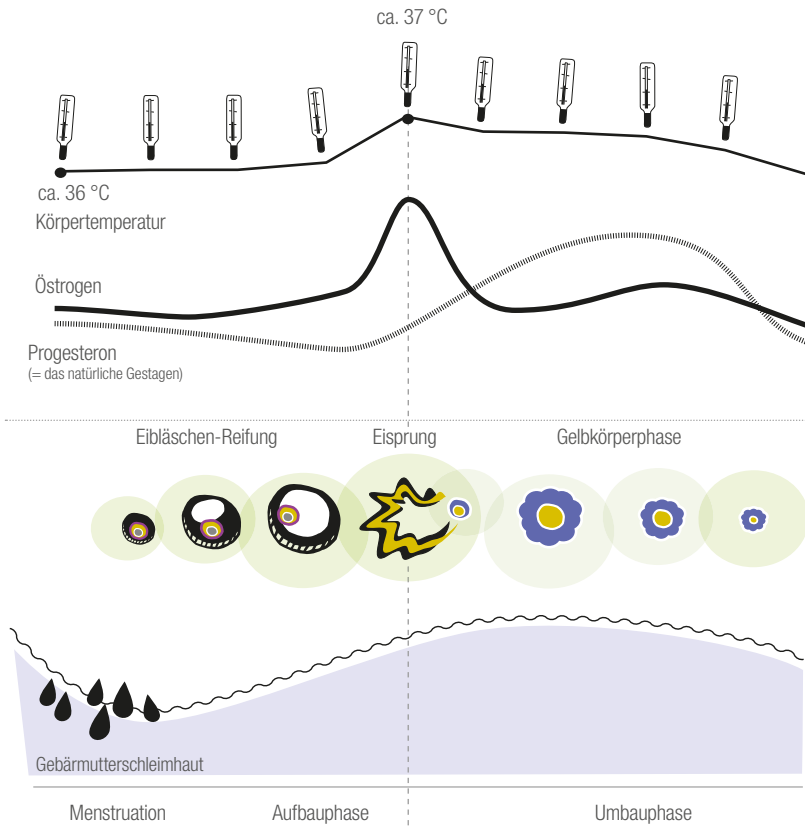 ca. 37 °C
ca. 36 °C
Körpertemperatur
Östrogen
Progesteron
(= das natürliche Gestagen)
Eibläschen-Reifung
Eisprung
Gelbkörperphase
Gebärmutterschleimhaut
Menstruation
Aufbauphase
Umbauphase